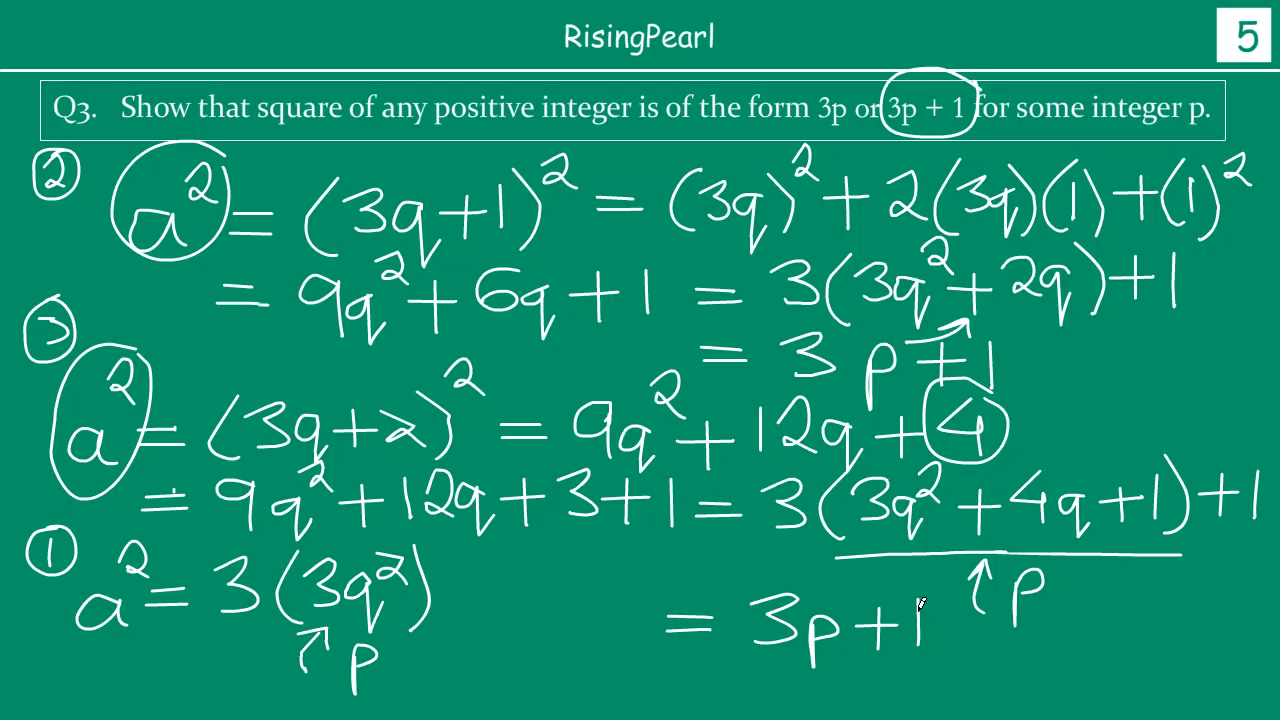 RisingPearl
5
Q3. Show that square of any positive integer is of the form 3p or 3p + 1 for some integer p.
② a² = (3q+1)² = (3q)² + 2(3q)(1) + (1)²
= 9q² + 6q + 1 = 3(3q² + 2q) + 1
= 3 p + 1
③ a² = (3q+2)² = 9q² + 12q + 4
= 9q² + 12q + 3 + 1 = 3(3q² + 4q + 1) + 1
① a² = 3(3q²)
↑ p
↑ p
= 3p + 1